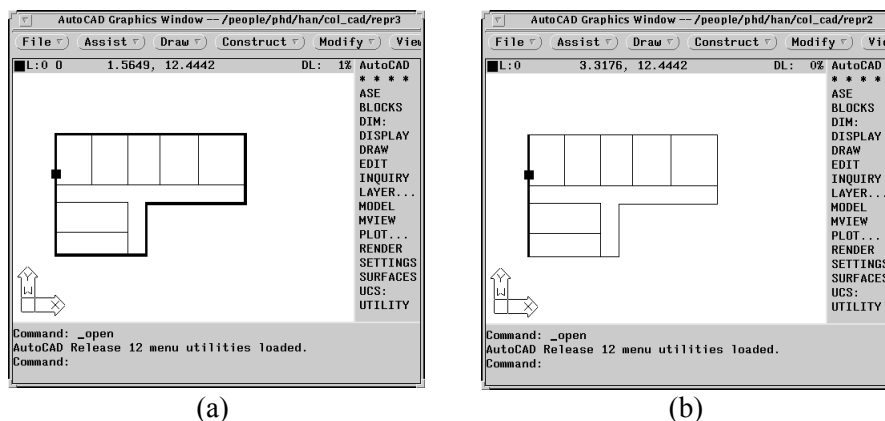 AutoCAD Graphics Window -- /people/phd/han/col_cad/repr3
File Assist Draw Construct Modify View
L:0 O 1.5649, 12.4442 DL: 1% AutoCAD
* * * *
ASE
BLOCKS
DIM:
DISPLAY
DRAW
EDIT
INQUIRY
LAYER...
MODEL
MVIEW
PLOT...
RENDER
SETTINGS
SURFACES
UCS:
UTILITY
Y
W
X
Command: _open
AutoCAD Release 12 menu utilities loaded.
Command:
(a)
AutoCAD Graphics Window -- /people/phd/han/col_cad/repr2
File Assist Draw Construct Modify Vie
L:0 3.3176, 12.4442 DL: 0% AutoCAD
* * * *
ASE
BLOCKS
DIM:
DISPLAY
DRAW
EDIT
INQUIRY
LAYER...
MODEL
MVIEW
PLOT...
RENDER
SETTINGS
SURFACES
UCS:
UTILITY
Y
W
X
Command: _open
AutoCAD Release 12 menu utilities loaded.
Command:
(b)